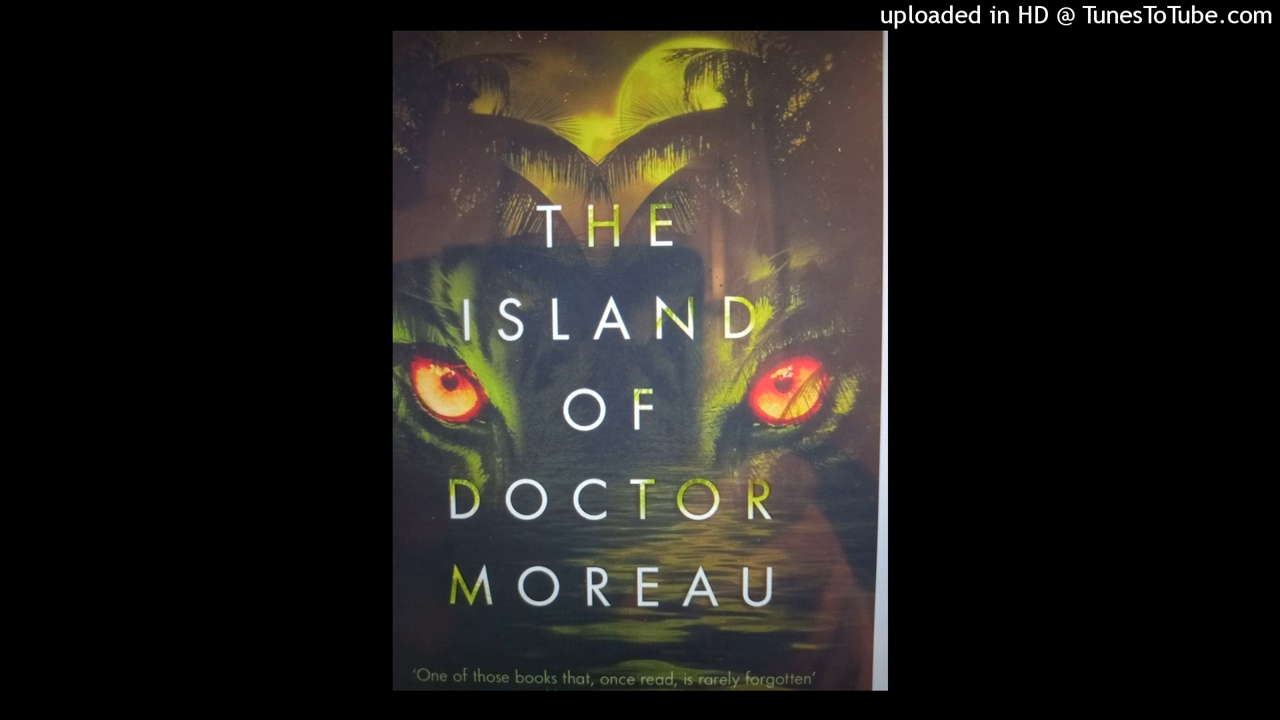 uploaded in HD @ TunesToTube.com
THE
ISLAND
OF
DOCTOR
MOREAU
‘One of those books that, once read, is rarely forgotten’